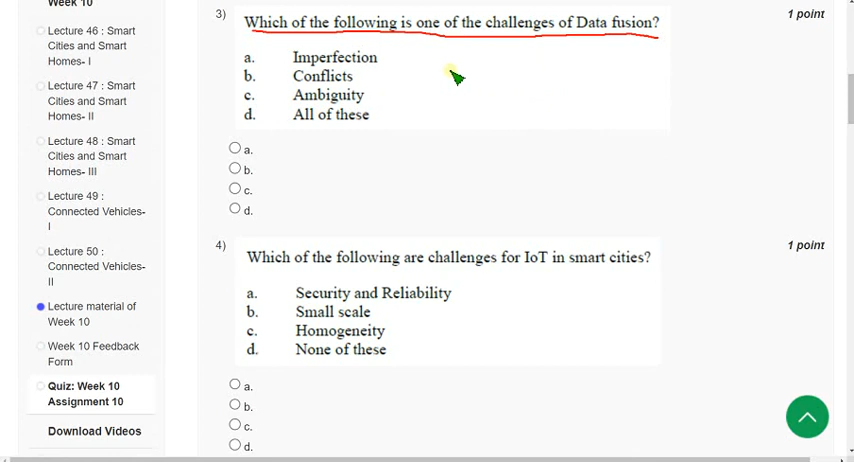 Week 10
Lecture 46 : Smart
Cities and Smart
Homes- I
Lecture 47 : Smart
Cities and Smart
Homes- II
Lecture 48 : Smart
Cities and Smart
Homes- III
Lecture 49 :
Connected Vehicles-
I
Lecture 50 :
Connected Vehicles-
II
Lecture material of
Week 10
Week 10 Feedback
Form
Quiz: Week 10
Assignment 10
Download Videos
3) Which of the following is one of the challenges of Data fusion? 1 point
a. Imperfection
b. Conflicts
c. Ambiguity
d. All of these
a.
b.
c.
d.
4) Which of the following are challenges for IoT in smart cities? 1 point
a. Security and Reliability
b. Small scale
c. Homogeneity
d. None of these
a.
b.
c.
d.